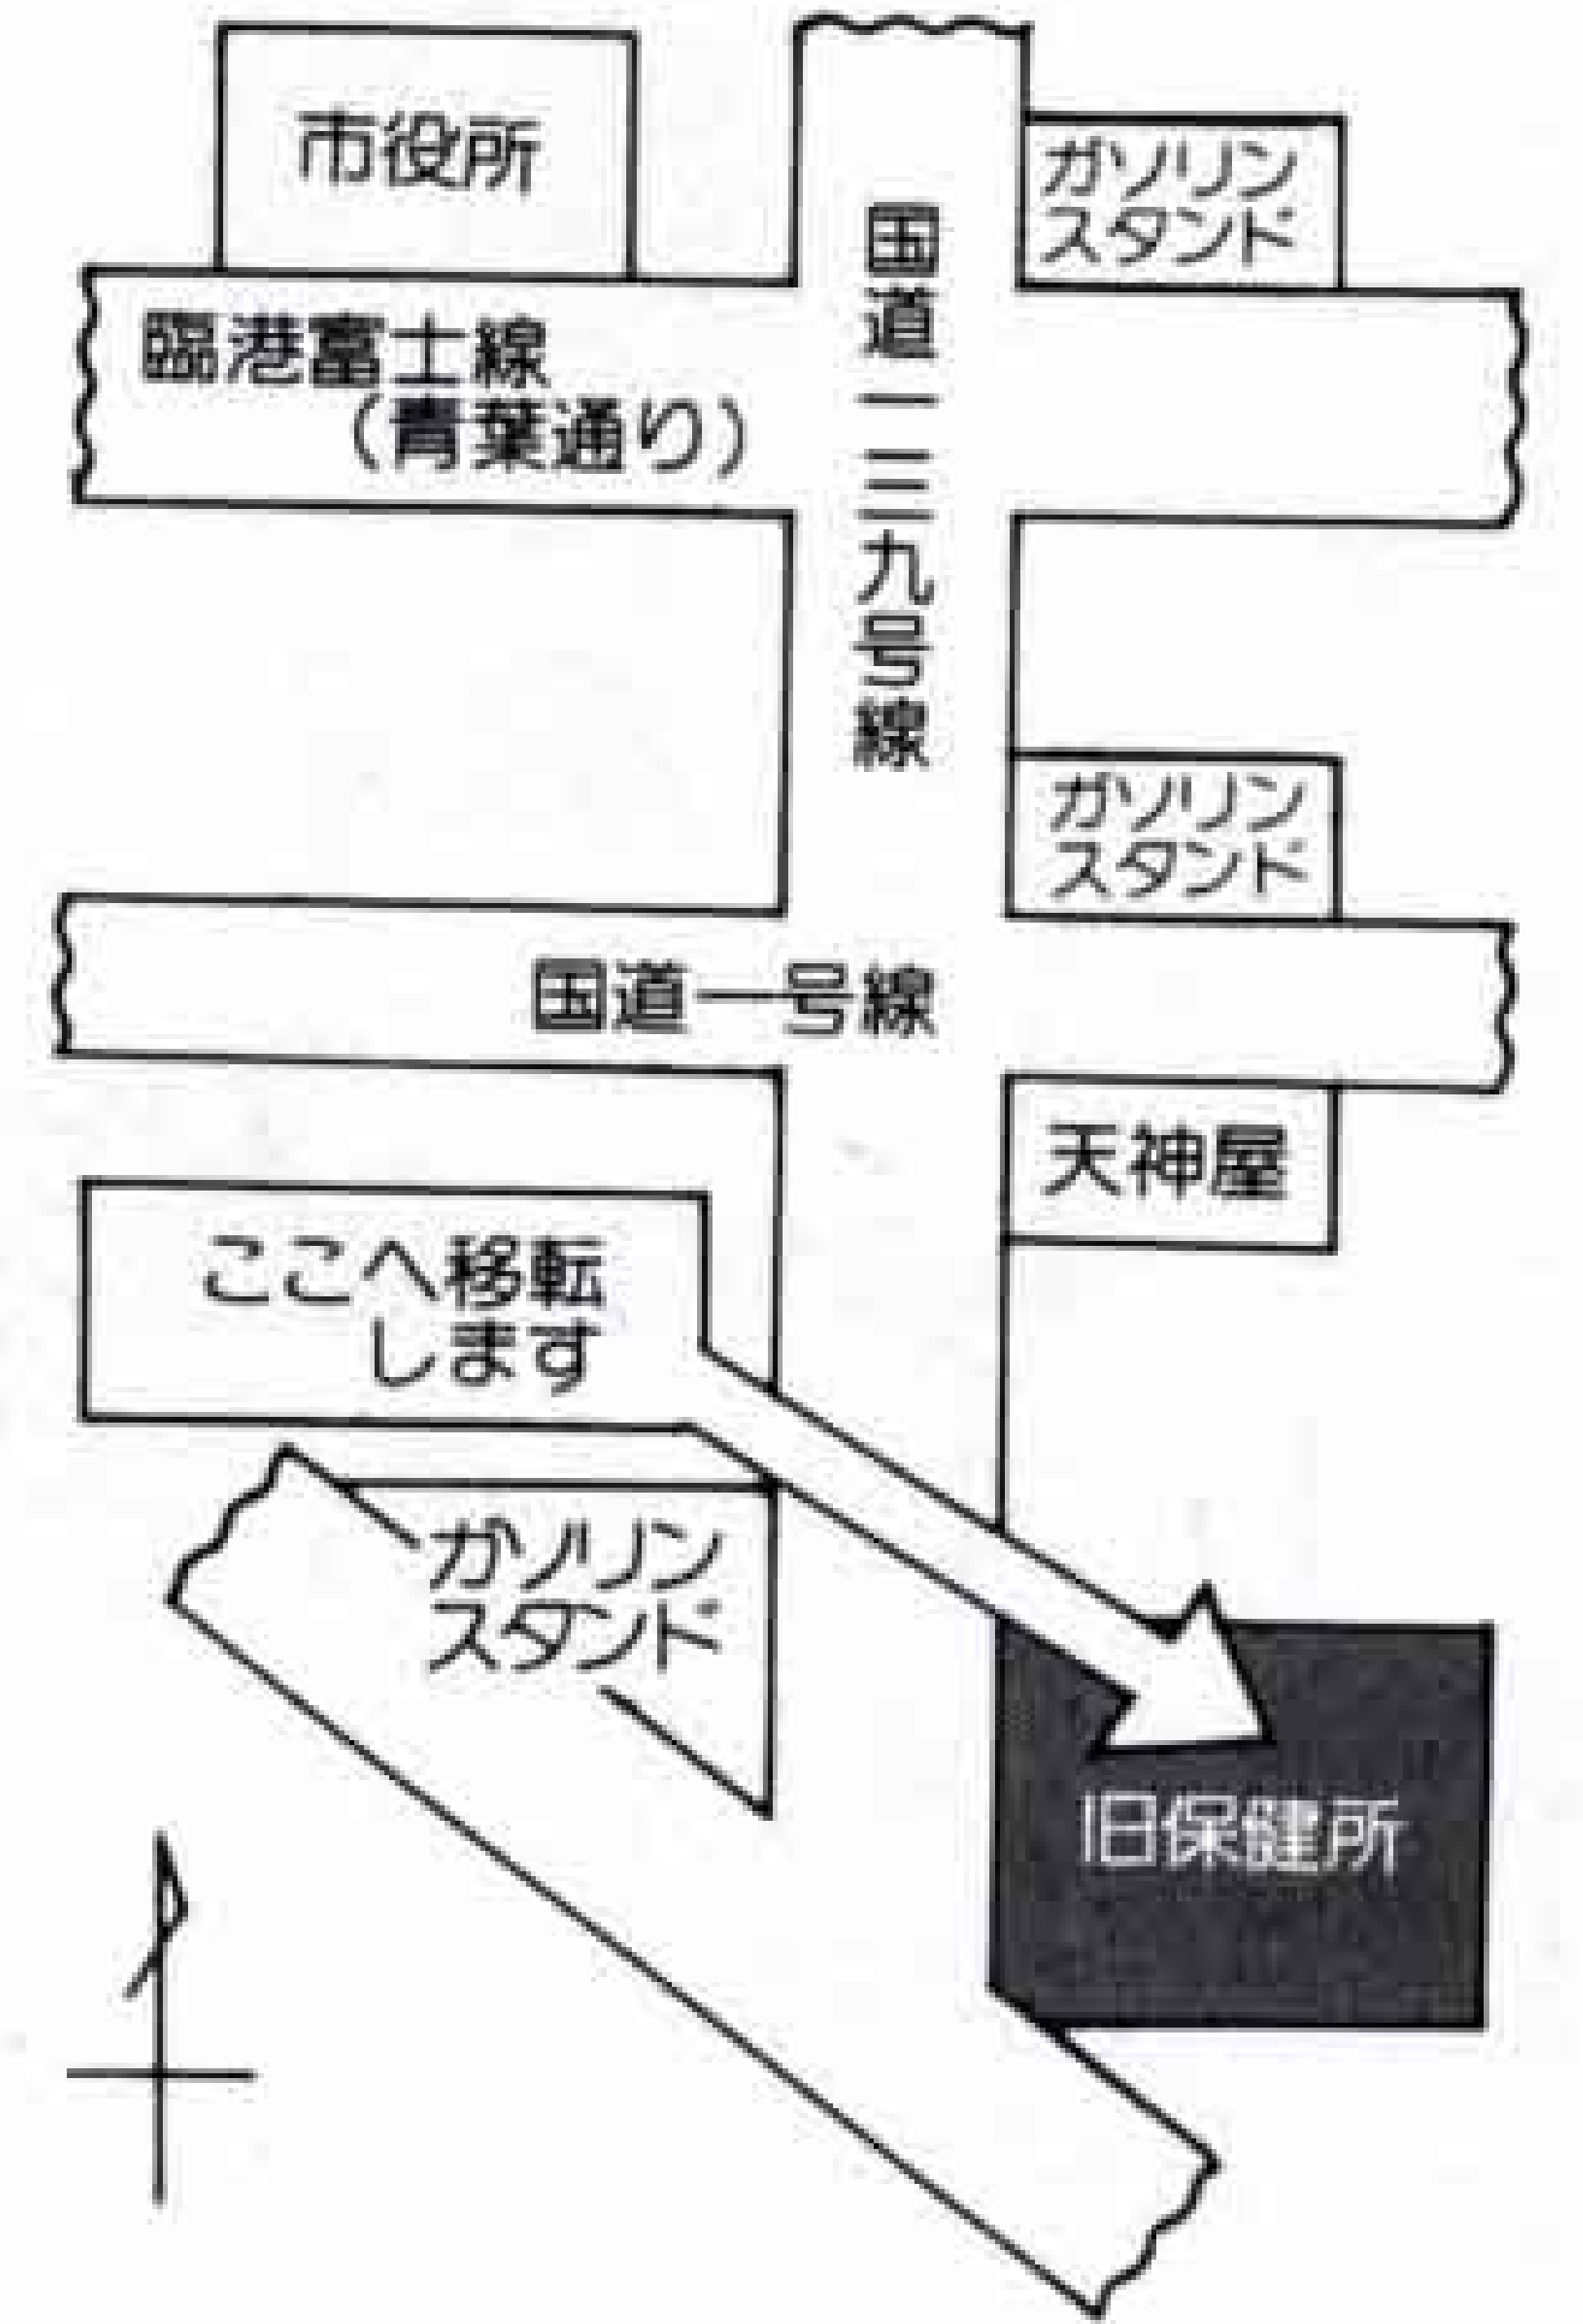 市役所
ガソリン
スタンド
国道一三九号線
臨港富士線
（青葉通り）
ガソリン
スタンド
国道一号線
天神屋
ここへ移転
します
ガソリン
スタンド
旧保健所